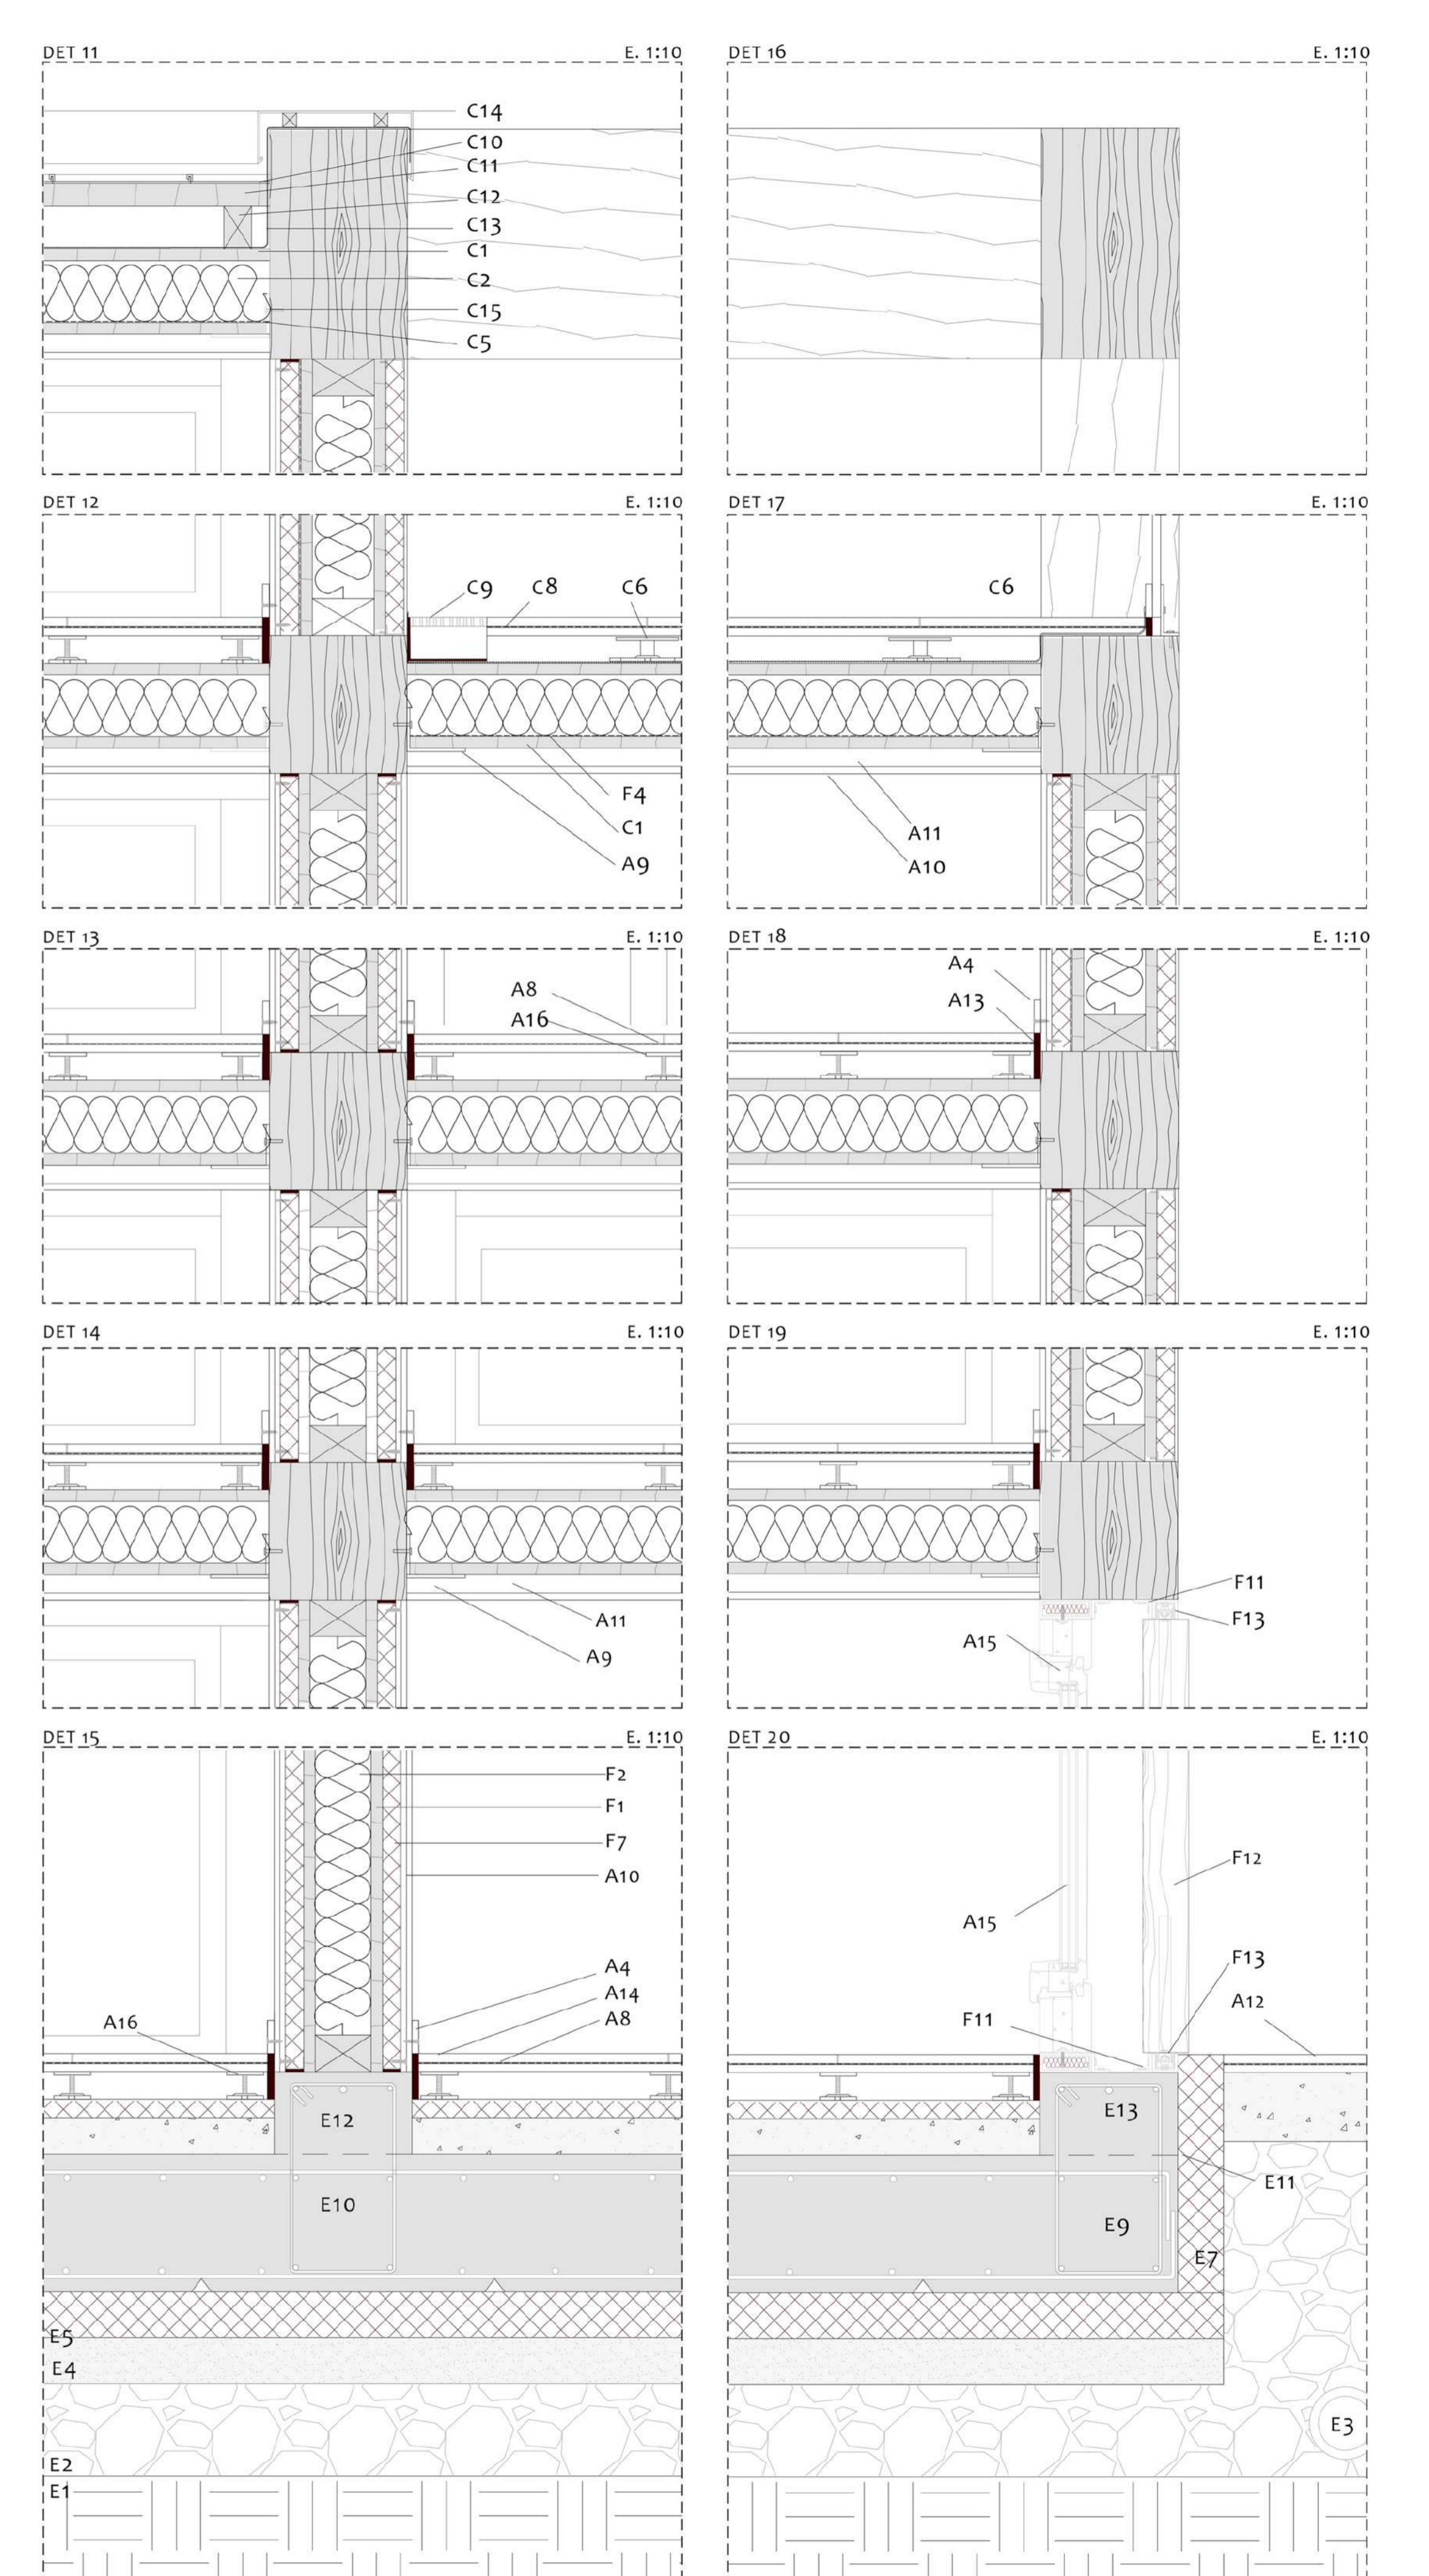 DET 11 E. 1:10
C14
C10
C11
C12
C13
C1
C2
C15
C5
DET 16 E. 1:10
DET 12 E. 1:10
C9 C8 C6
F4
C1
A9
DET 17 E. 1:10
C6
A11
A10
DET 13 E. 1:10
A8
A16
DET 18 E. 1:10
A4
A13
DET 14 E. 1:10
A11
A9
DET 19 E. 1:10
F11
F13
A15
DET 15 E. 1:10
F2
F1
F7
A10
A4
A14
A8
A16
E12
E10
E5
E4
E2
E1
DET 20 E. 1:10
F12
A15
F13
A12
F11
E13
E11
E9
E7
E3